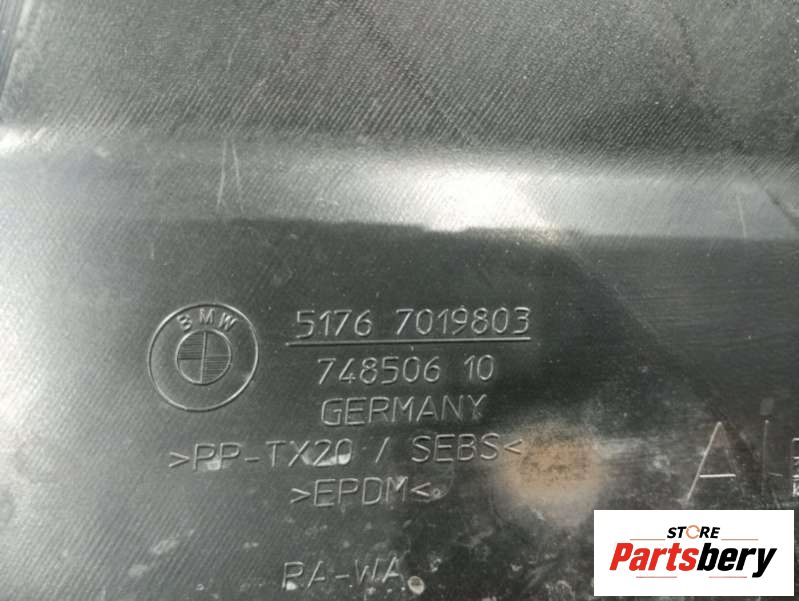 BMW
5176 7019803
748506 10
GERMANY
>PP-TX20 / SEBS<
>EPDM<
RA-WA
STORE
Partsbery